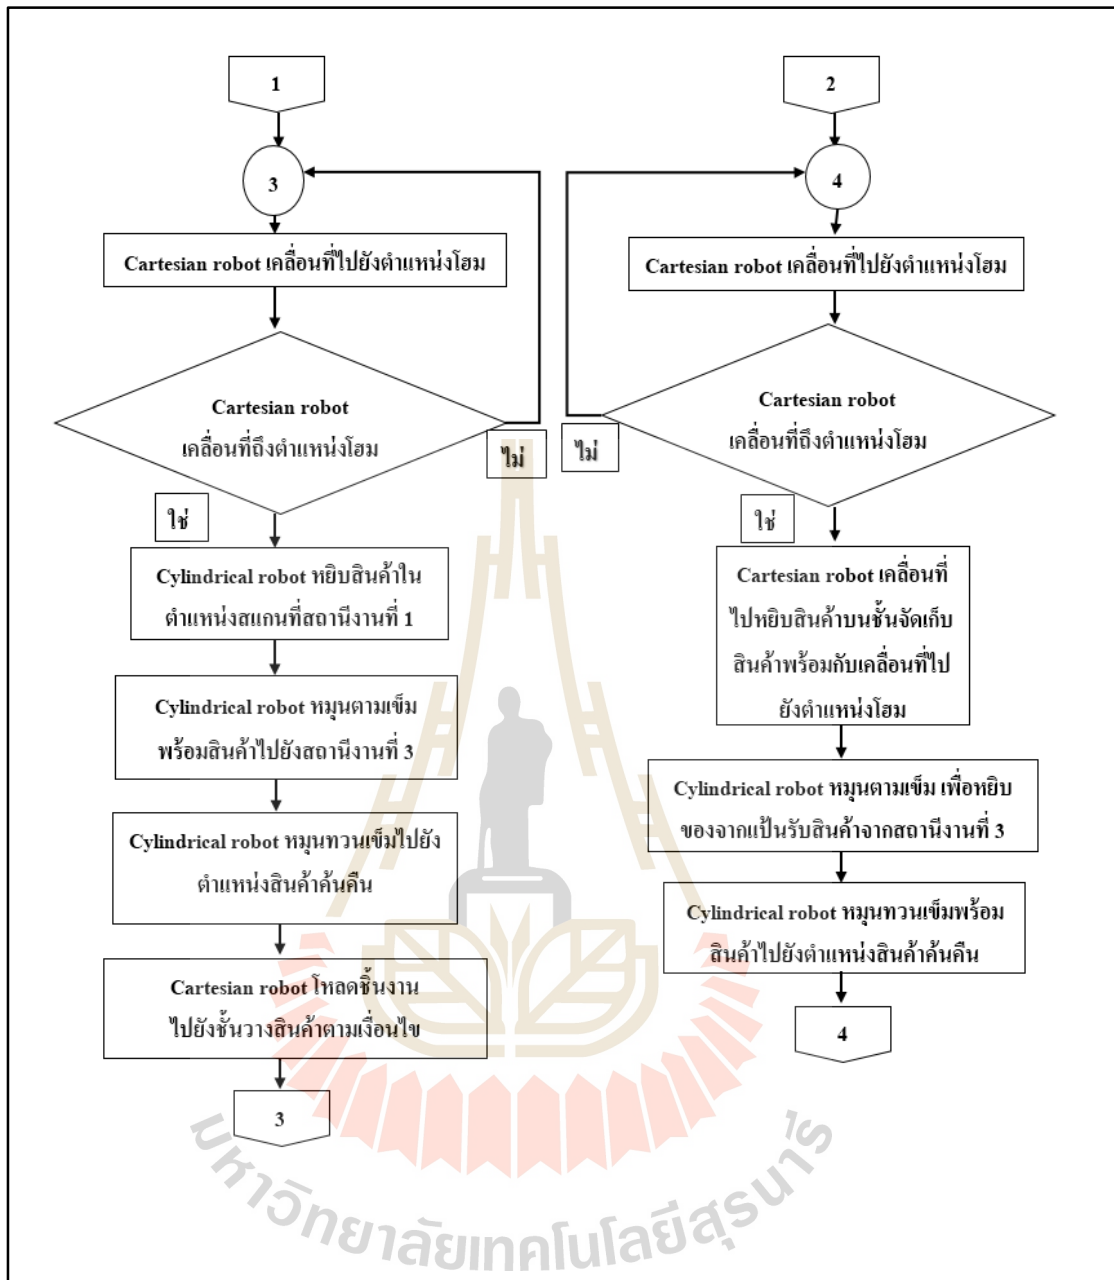 1
3
Cartesian robot เคลื่อนที่ไปยังตำแหน่งโฮม
Cartesian robot
เคลื่อนที่ถึงตำแหน่งโฮม
ไม่
ใช่
Cylindrical robot หยิบสินค้าใน
ตำแหน่งสแกนที่สถานีงานที่ 1
Cylindrical robot หมุนตามเข็ม
พร้อมสินค้าไปยังสถานีงานที่ 3
Cylindrical robot หมุนทวนเข็มไปยัง
ตำแหน่งสินค้าค้นคืน
Cartesian robot โหลดชิ้นงาน
ไปยังชั้นวางสินค้าตามเงื่อนไข
3
2
4
Cartesian robot เคลื่อนที่ไปยังตำแหน่งโฮม
Cartesian robot
เคลื่อนที่ถึงตำแหน่งโฮม
ไม่
ใช่
Cartesian robot เคลื่อนที่
ไปหยิบสินค้าบนชั้นจัดเก็บ
สินค้าพร้อมกับเคลื่อนที่ไป
ยังตำแหน่งโฮม
Cylindrical robot หมุนตามเข็ม เพื่อหยิบ
ของจากแป้นรับสินค้าจากสถานีงานที่ 3
Cylindrical robot หมุนทวนเข็มพร้อม
สินค้าไปยังตำแหน่งสินค้าค้นคืน
4
มหาวิทยาลัยเทคโนโลยีสุรนารี